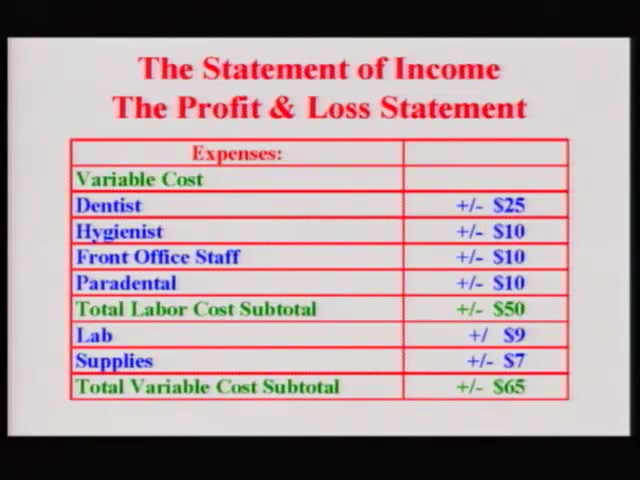 The Statement of Income
The Profit & Loss Statement
Expenses:
Variable Cost
Dentist +/- $25
Hygienist +/- $10
Front Office Staff +/- $10
Paradental +/- $10
Total Labor Cost Subtotal +/- $50
Lab +/ $9
Supplies +/- $7
Total Variable Cost Subtotal +/- $65